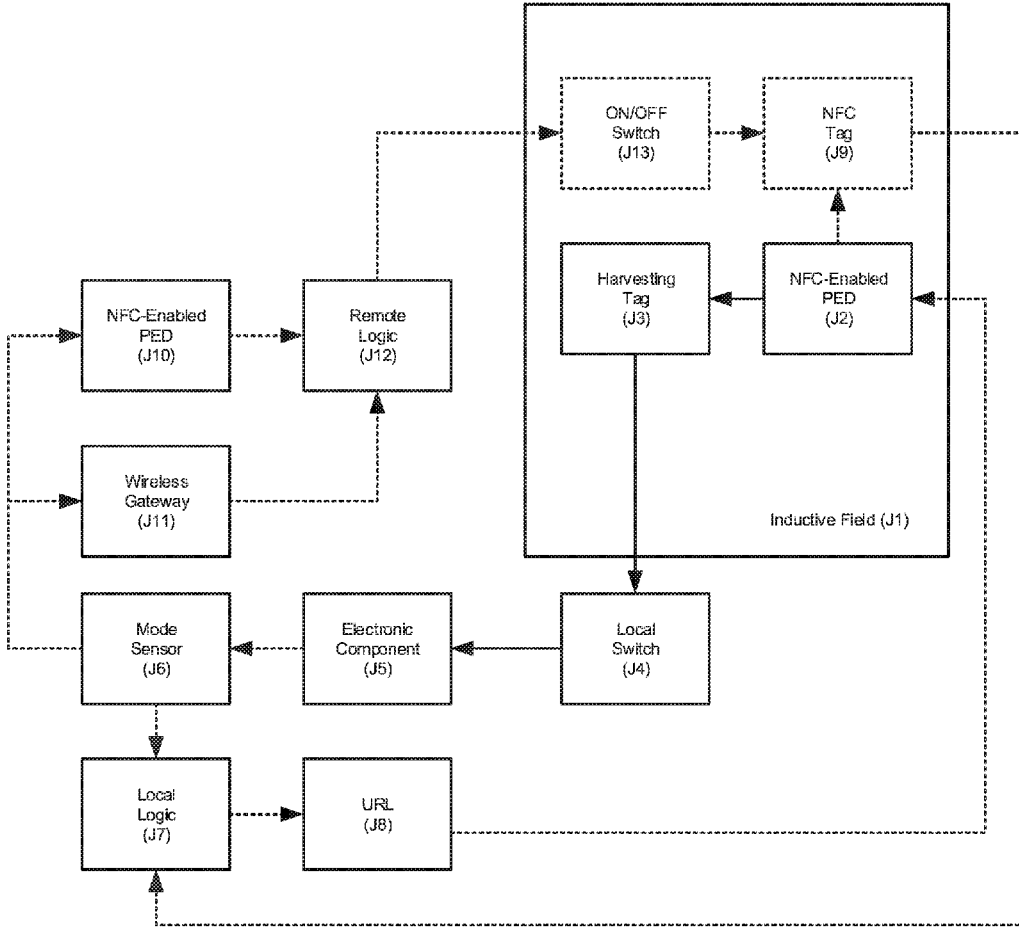 ON/OFF
Switch
(J13)
NFC
Tag
(J9)
Harvesting
Tag
(J3)
NFC-Enabled
PED
(J2)
NFC-Enabled
PED
(J10)
Remote
Logic
(J12)
Wireless
Gateway
(J11)
Inductive Field (J1)
Mode
Sensor
(J6)
Electronic
Component
(J5)
Local
Switch
(J4)
Local
Logic
(J7)
URL
(J8)